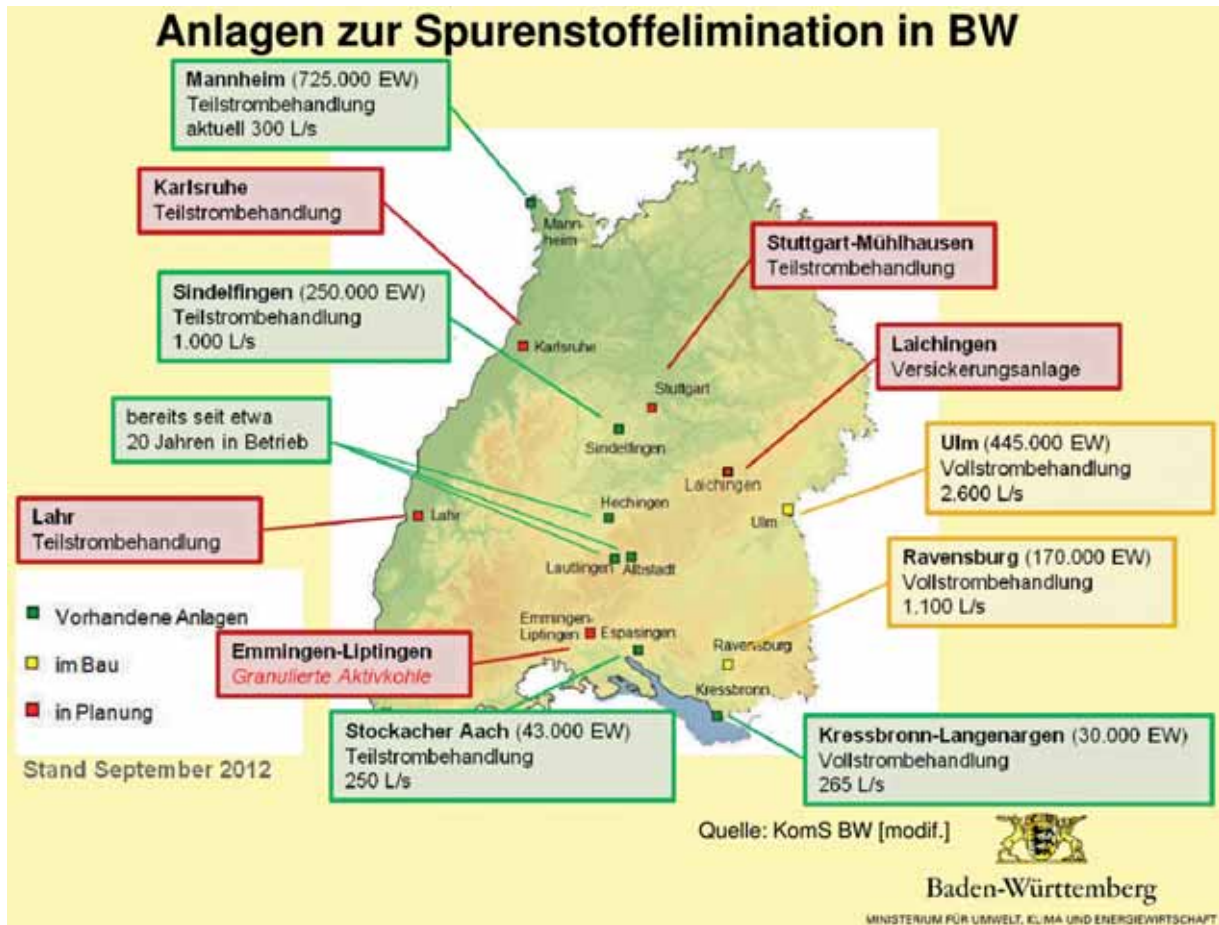 Anlagen zur Spurenstoffelimination in BW
Mannheim (725.000 EW)
Teilstrombehandlung
aktuell 300 L/s
Karlsruhe
Teilstrombehandlung
Mann-
heim
Stuttgart-Mühlhausen
Teilstrombehandlung
Sindelfingen (250.000 EW)
Teilstrombehandlung
1.000 L/s
Karlsruhe
Laichingen
Versickerungsanlage
Stuttgart
bereits seit etwa
20 Jahren in Betrieb
Sindelfingen
Ulm (445.000 EW)
Vollstrombehandlung
2.600 L/s
Laichingen
Hechingen
Lahr
Teilstrombehandlung
Lahr
Ulm
Ravensburg (170.000 EW)
Vollstrombehandlung
1.100 L/s
Lautlingen
Albstadt
Vorhandene Anlagen
im Bau
in Planung
Emmingen-
Liptingen
Espasingen
Ravensburg
Emmingen-Liptingen
Granulierte Aktivkohle
Kressbronn
Stockacher Aach (43.000 EW)
Teilstrombehandlung
250 L/s
Kressbronn-Langenargen (30.000 EW)
Vollstrombehandlung
265 L/s
Stand September 2012
Quelle: KomS BW [modif.]
Baden-Württemberg
MINISTERIUM FÜR UMWELT, KLIMA UND ENERGIEWIRTSCHAFT